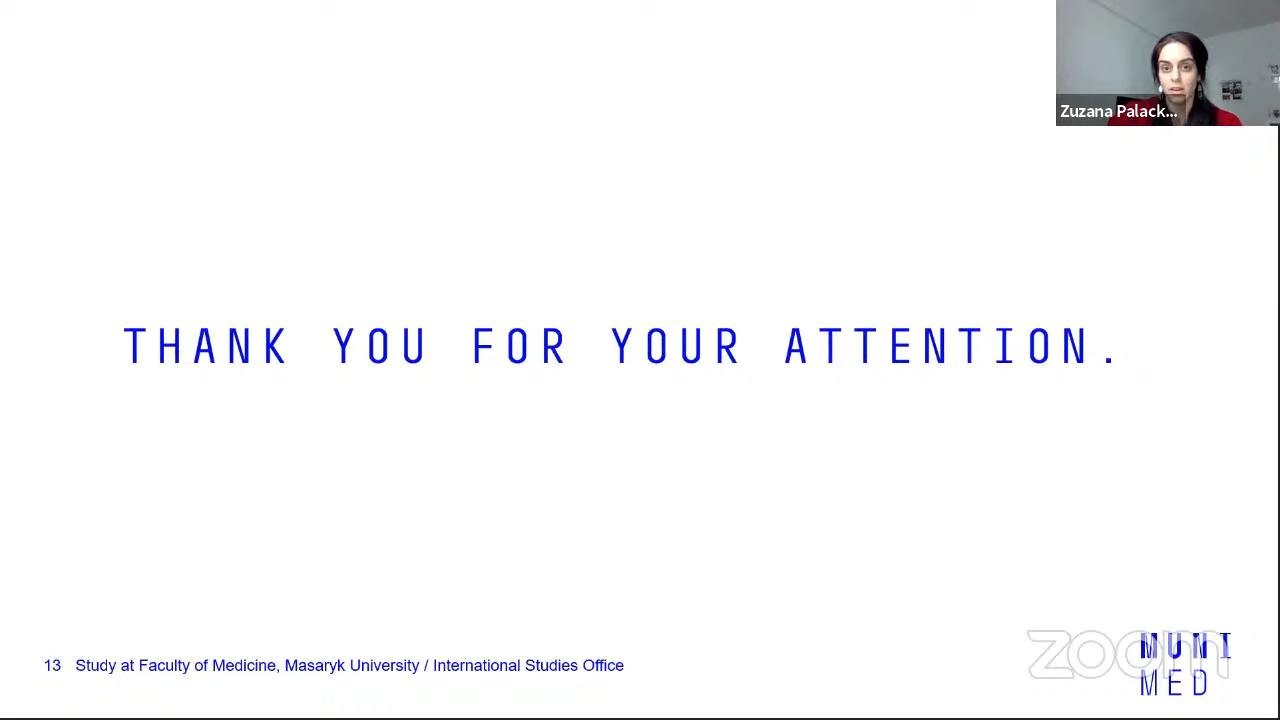 Zuzana Palack...
THANK YOU FOR YOUR ATTENTION.
13 Study at Faculty of Medicine, Masaryk University / International Studies Office
zoom
MUNI
MED